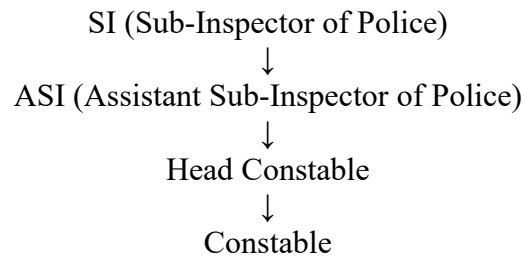 SI (Sub-Inspector of Police)
↓
ASI (Assistant Sub-Inspector of Police)
↓
Head Constable
↓
Constable